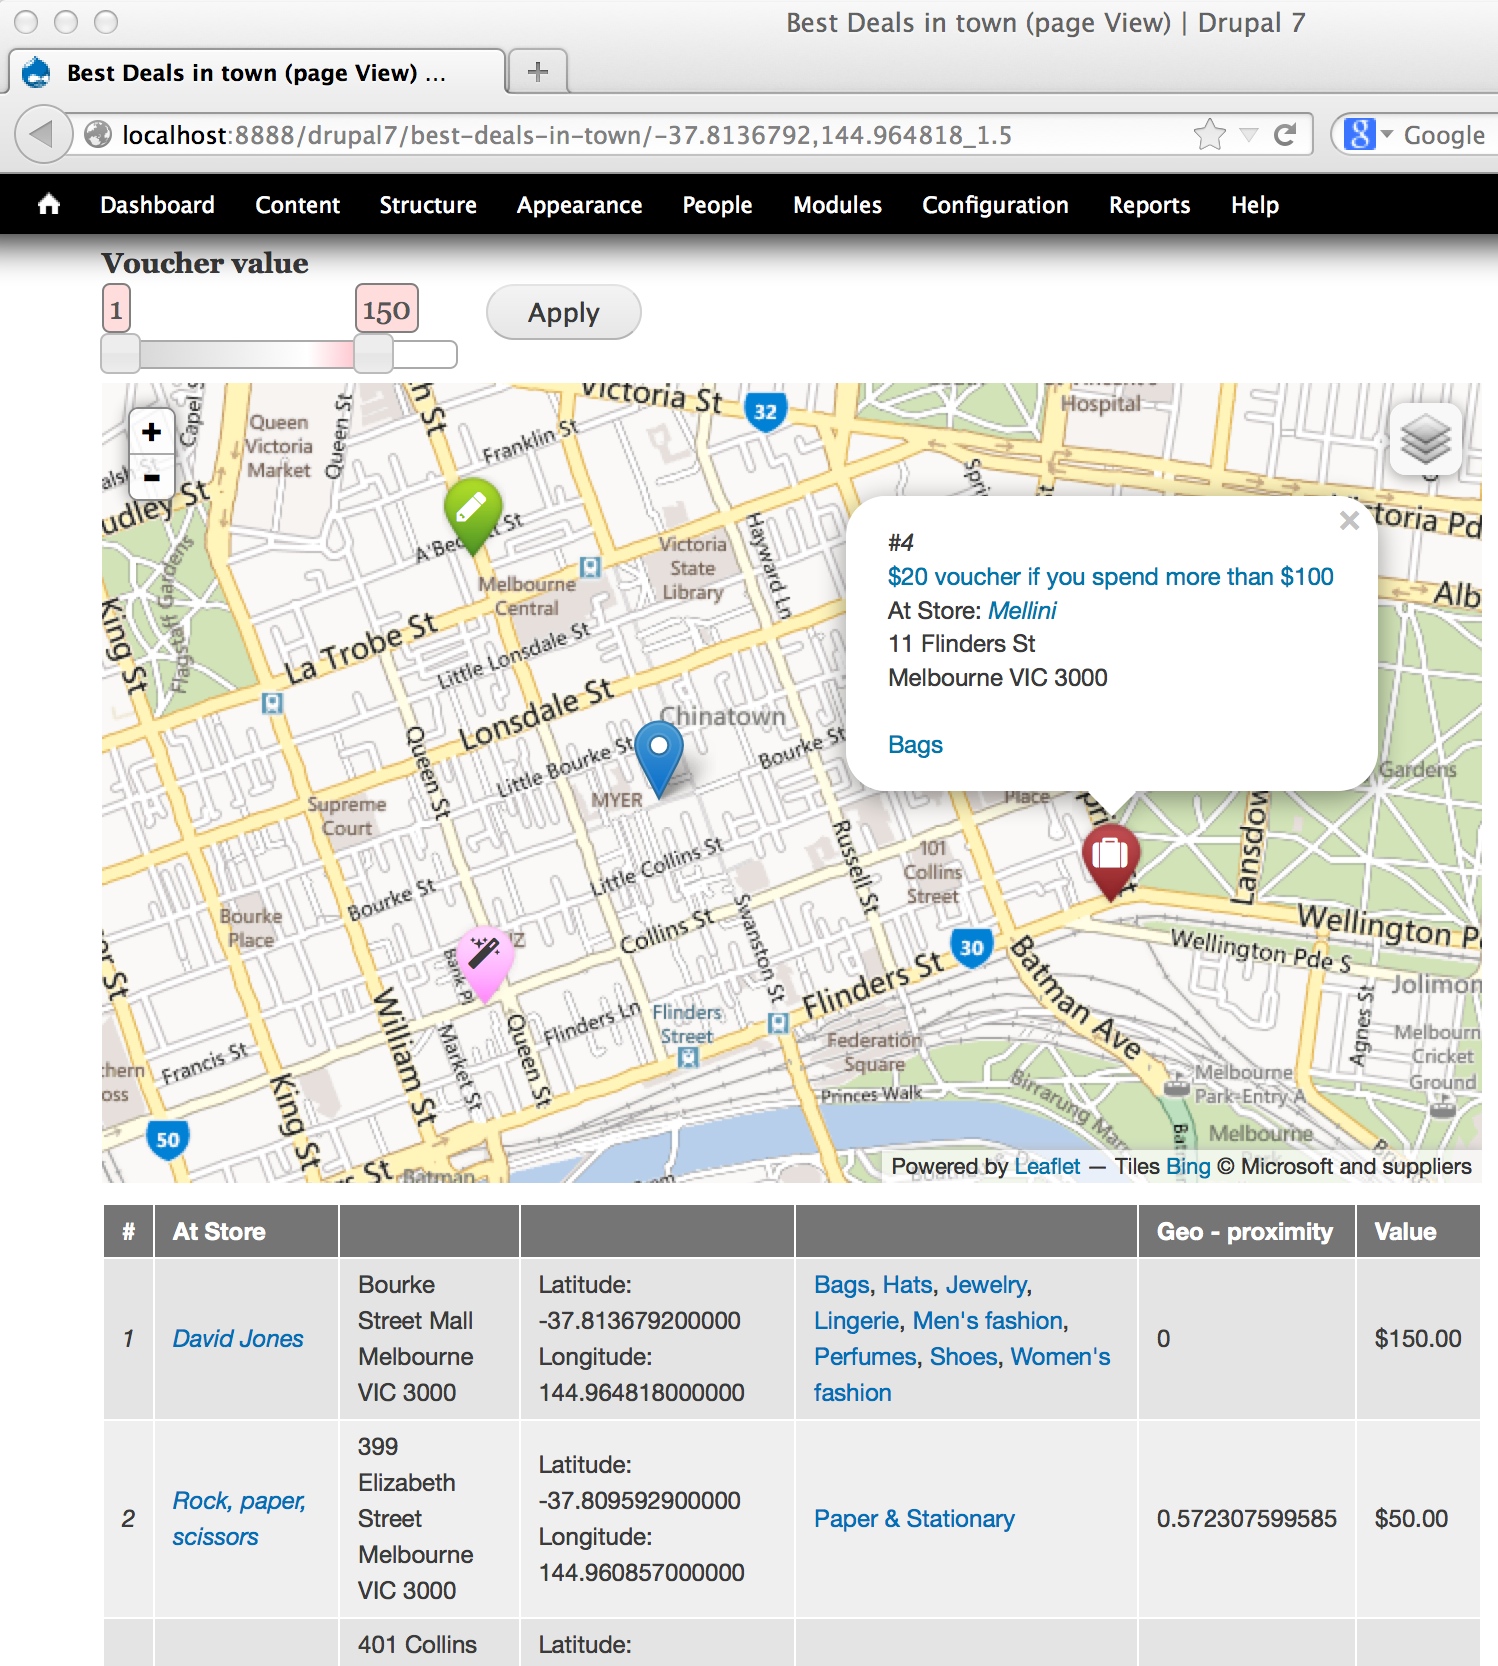 Best Deals in town (page View) | Drupal 7
Best Deals in town (page View) ...
localhost:8888/drupal7/best-deals-in-town/-37.8136792,144.964818_1.5
Google
Dashboard Content Structure Appearance People Modules Configuration Reports Help
Voucher value
1
150
Apply
+
-
Victoria St
32
Hospital
Capel
Queen
Victoria
Market
Queen St
Franklin St
udley St
toria Pd
A'Bec
St
Hayward Ln
Victoria
State
Library
Melbourne
Central
Flagstaff Gardens
King St
La Trobe St
Little Lonsdale St
Lonsdale St
Chinatown
Queen St
Little Bourke St
Bourke St
MYER
Supreme
Court
#4
$20 voucher if you spend more than $100
At Store: Mellini
11 Flinders St
Melbourne VIC 3000
Bags
Alb
Gardens
Place
Lansdow
Little Collins St
Russell St
101
Collins
Street
Bourke St
Bourke
Place
Collins St
Swanston St
Bank Pl
Flinders St
30
Wellington P
Wellington Pde S
Batman Ave
Jolimon
Agnes St
Flinders Ln
Flinders
Street
Federation
Square
Melbourn
Cricket
Ground
Melbourne
Park-Entry A
Princes Walk
Birrarung Mar
Melbourne
William St
Market St
Queen St
Francis St
King St
50
Batman
Powered by Leaflet — Tiles Bing © Microsoft and suppliers
# At Store Geo - proximity Value
1 David Jones
Bourke
Street Mall
Melbourne
VIC 3000
Latitude:
-37.813679200000
Longitude:
144.964818000000
Bags, Hats, Jewelry,
Lingerie, Men's fashion,
Perfumes, Shoes, Women's
fashion
0
$150.00
2
Rock, paper,
scissors
399
Elizabeth
Street
Melbourne
VIC 3000
Latitude:
-37.809592900000
Longitude:
144.960857000000
Paper & Stationary
0.572307599585
$50.00
401 Collins
Latitude: